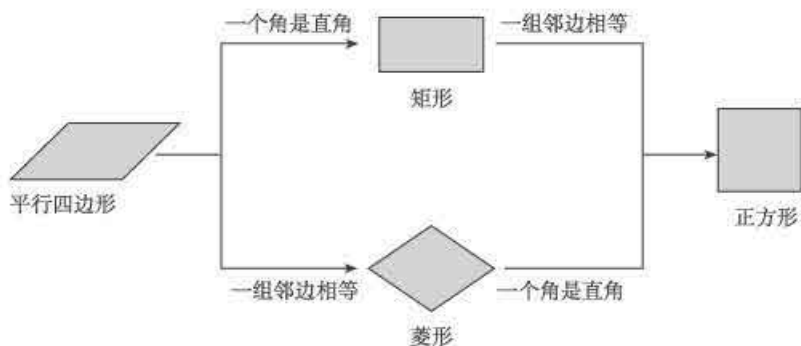 一个角是直角
一组邻边相等
矩形
平行四边形
正方形
一组邻边相等
一个角是直角
菱形